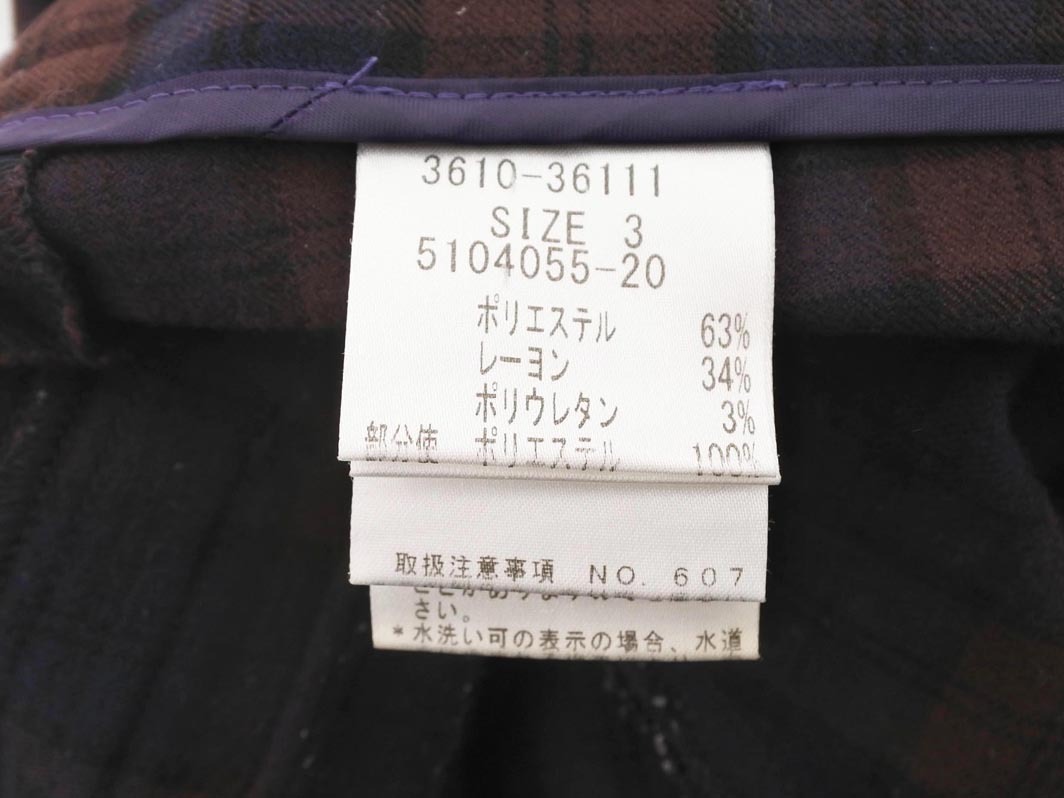 3610-36111
SIZE 3
5104055-20
ポリエステル 63%
レーヨン 34%
ポリウレタン 3%
部分使 ポリエステル 100%
取扱注意事項 NO. 607
さい。
*水洗い可の表示の場合、水道